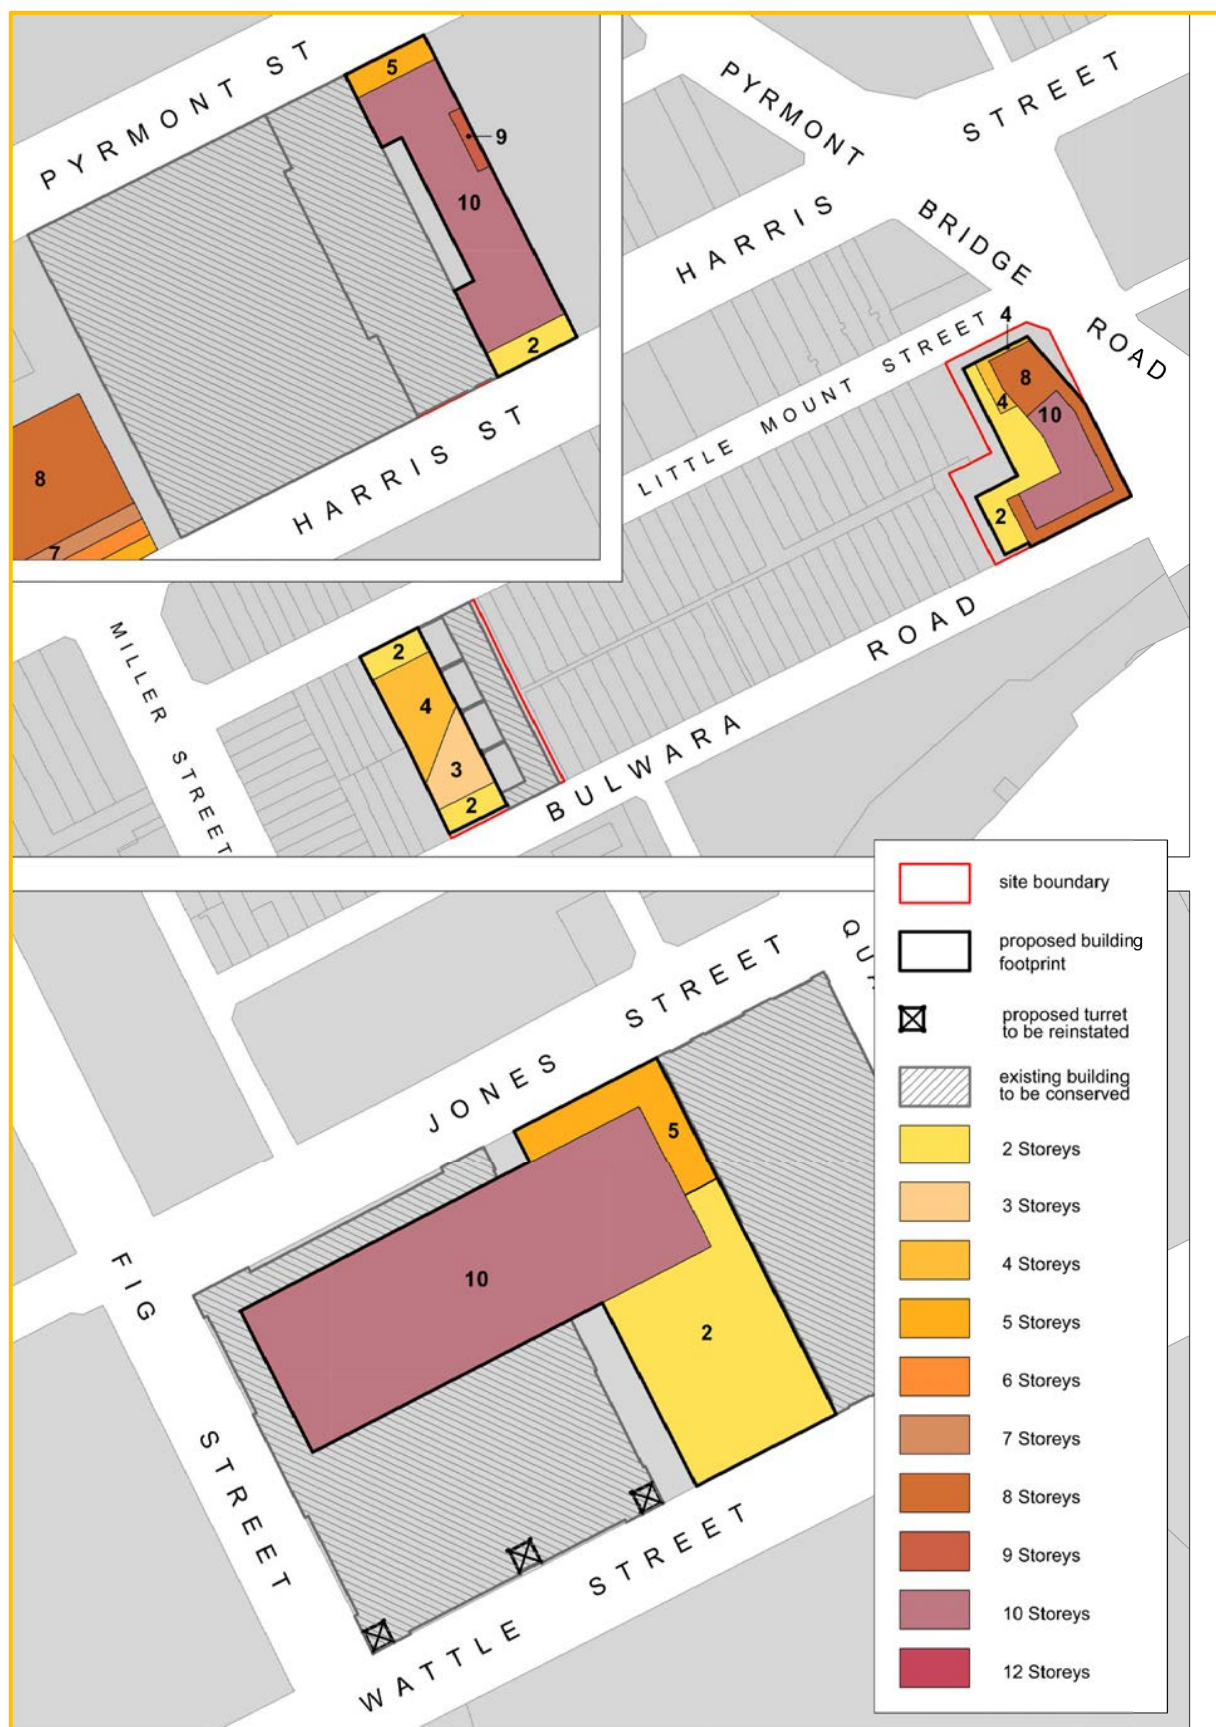 PYRMONT ST
5
9
10
2
HARRIS ST
8
7
PYRMONT
BRIDGE
ROAD
HARRIS STREET
LITTLE MOUNT STREET
4
8
4
10
2
MILLER STREET
2
4
3
2
BULWARA ROAD
JONES STREET
5
10
2
FIG STREET
WATTLE STREET
site boundary
proposed building
footprint
proposed turret
to be reinstated
existing building
to be conserved
2 Storeys
3 Storeys
4 Storeys
5 Storeys
6 Storeys
7 Storeys
8 Storeys
9 Storeys
10 Storeys
12 Storeys